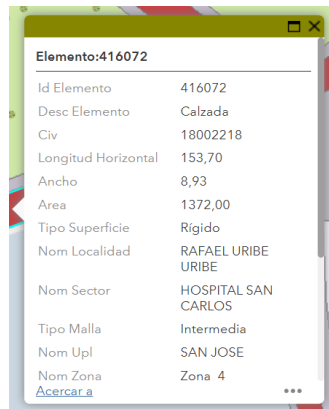 Elemento:416072
Id Elemento 416072
Desc Elemento Calzada
Civ 18002218
Longitud Horizontal 153,70
Ancho 8,93
Area 1372,00
Tipo Superficie Rígido
Nom Localidad RAFAEL URIBE
URIBE
Nom Sector HOSPITAL SAN
CARLOS
Tipo Malla Intermedia
Nom Upl SAN JOSE
Nom Zona Zona 4
Acercar a